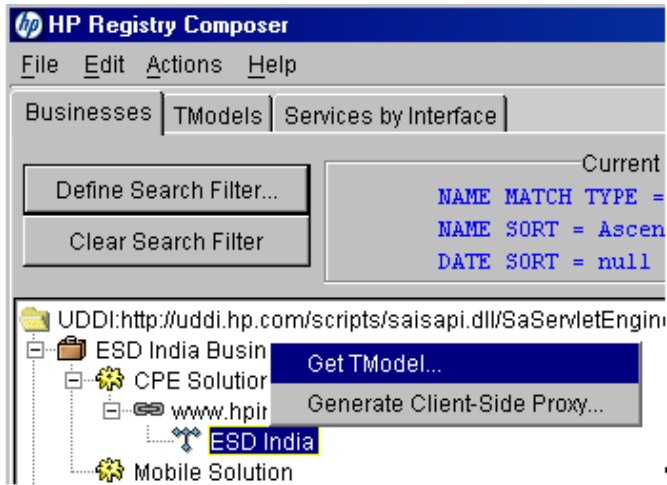 hp HP Registry Composer
File Edit Actions Help
Businesses TModels Services by Interface
Current
Define Search Filter...
NAME MATCH TYPE =
Clear Search Filter
NAME SORT = Ascen
DATE SORT = null
UDDI:http://uddi.hp.com/scripts/saisapi.dll/SaServletEngin
ESD India Busin
Get TModel...
CPE Solution
Generate Client-Side Proxy...
www.hpin
ESD India
Mobile Solution